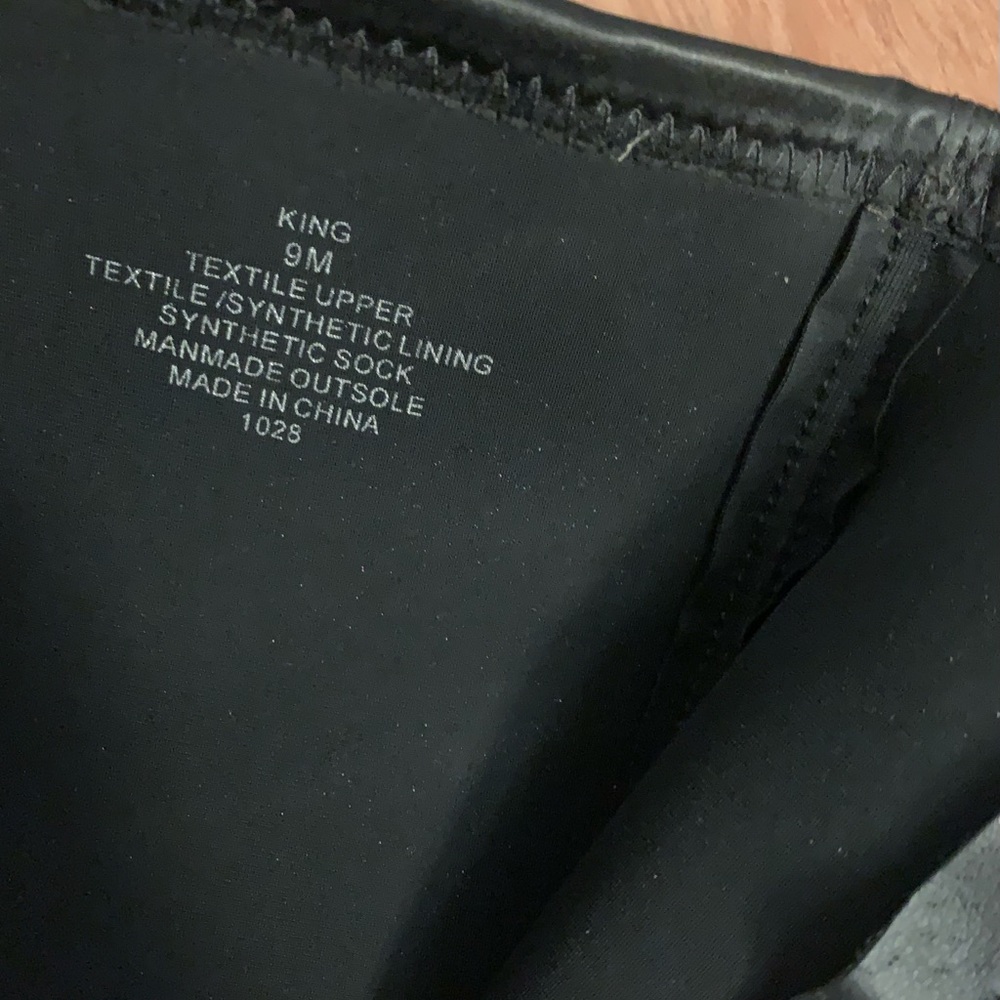 KING
9M
TEXTILE UPPER
TEXTILE /SYNTHETIC LINING
SYNTHETIC SOCK
MANMADE OUTSOLE
MADE IN CHINA
1028